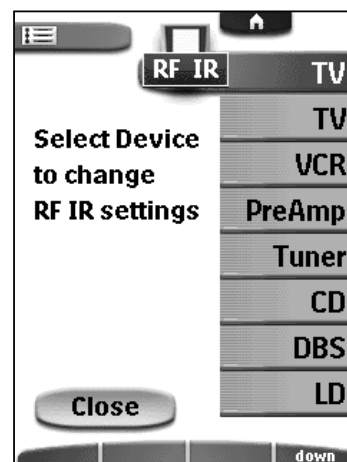 RF IR
TV
Select Device
to change
RF IR settings
TV
VCR
PreAmp
Tuner
CD
DBS
LD
Close
down